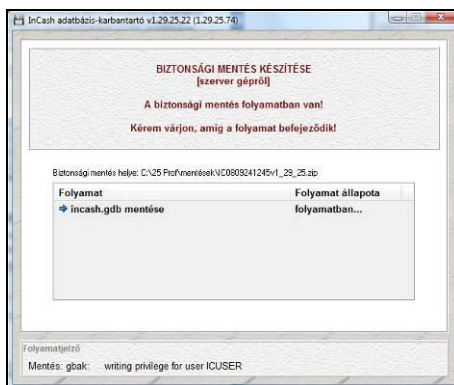 InCash adatbázis-karbantartó v1.29.25.22 (1.29.25.74)
BIZTONSÁGI MENTÉS KÉSZÍTÉSE
[szerver gépről]
A biztonsági mentés folyamatban van!
Kérem várjon, amíg a folyamat befejeződik!
Biztonsági mentés helye: C:\25 Prof\mentések\IC0809241245v1_29_25.zip
Folyamat Folyamat állapota
incash.gdb mentése folyamatban...
Folyamatjelző
Mentés: gbak: writing privilege for user ICUSER